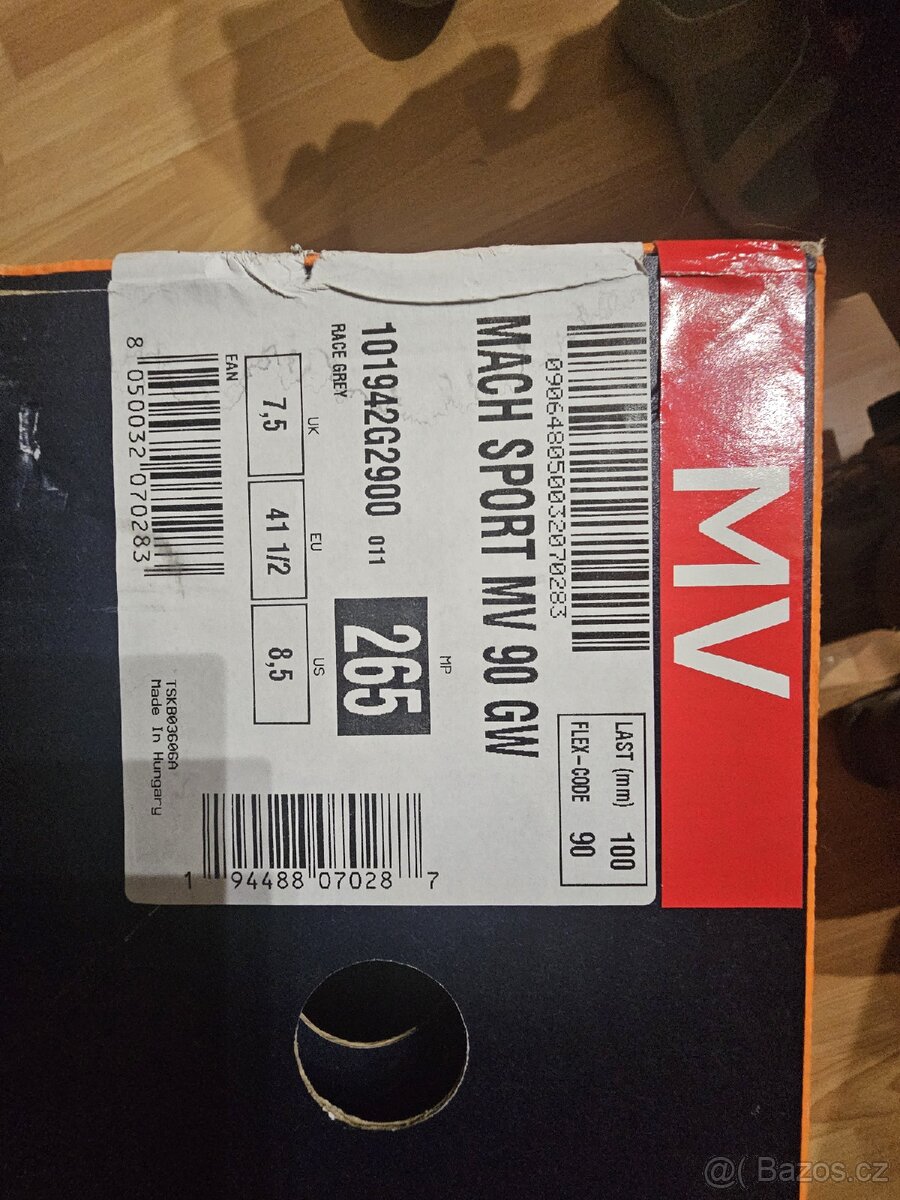 MV
090648050032070283
LAST (mm) 100
FLEX-CODE 90
MACH SPORT MV 90 GW
MP
265
101942G2900 011
RACE GREY
UK EU US
7,5 41 1/2 8,5
EAN
8 050032 070283
1 94488 07028 7
TSKB03606A
Made In Hungary
@( Bazos.cz